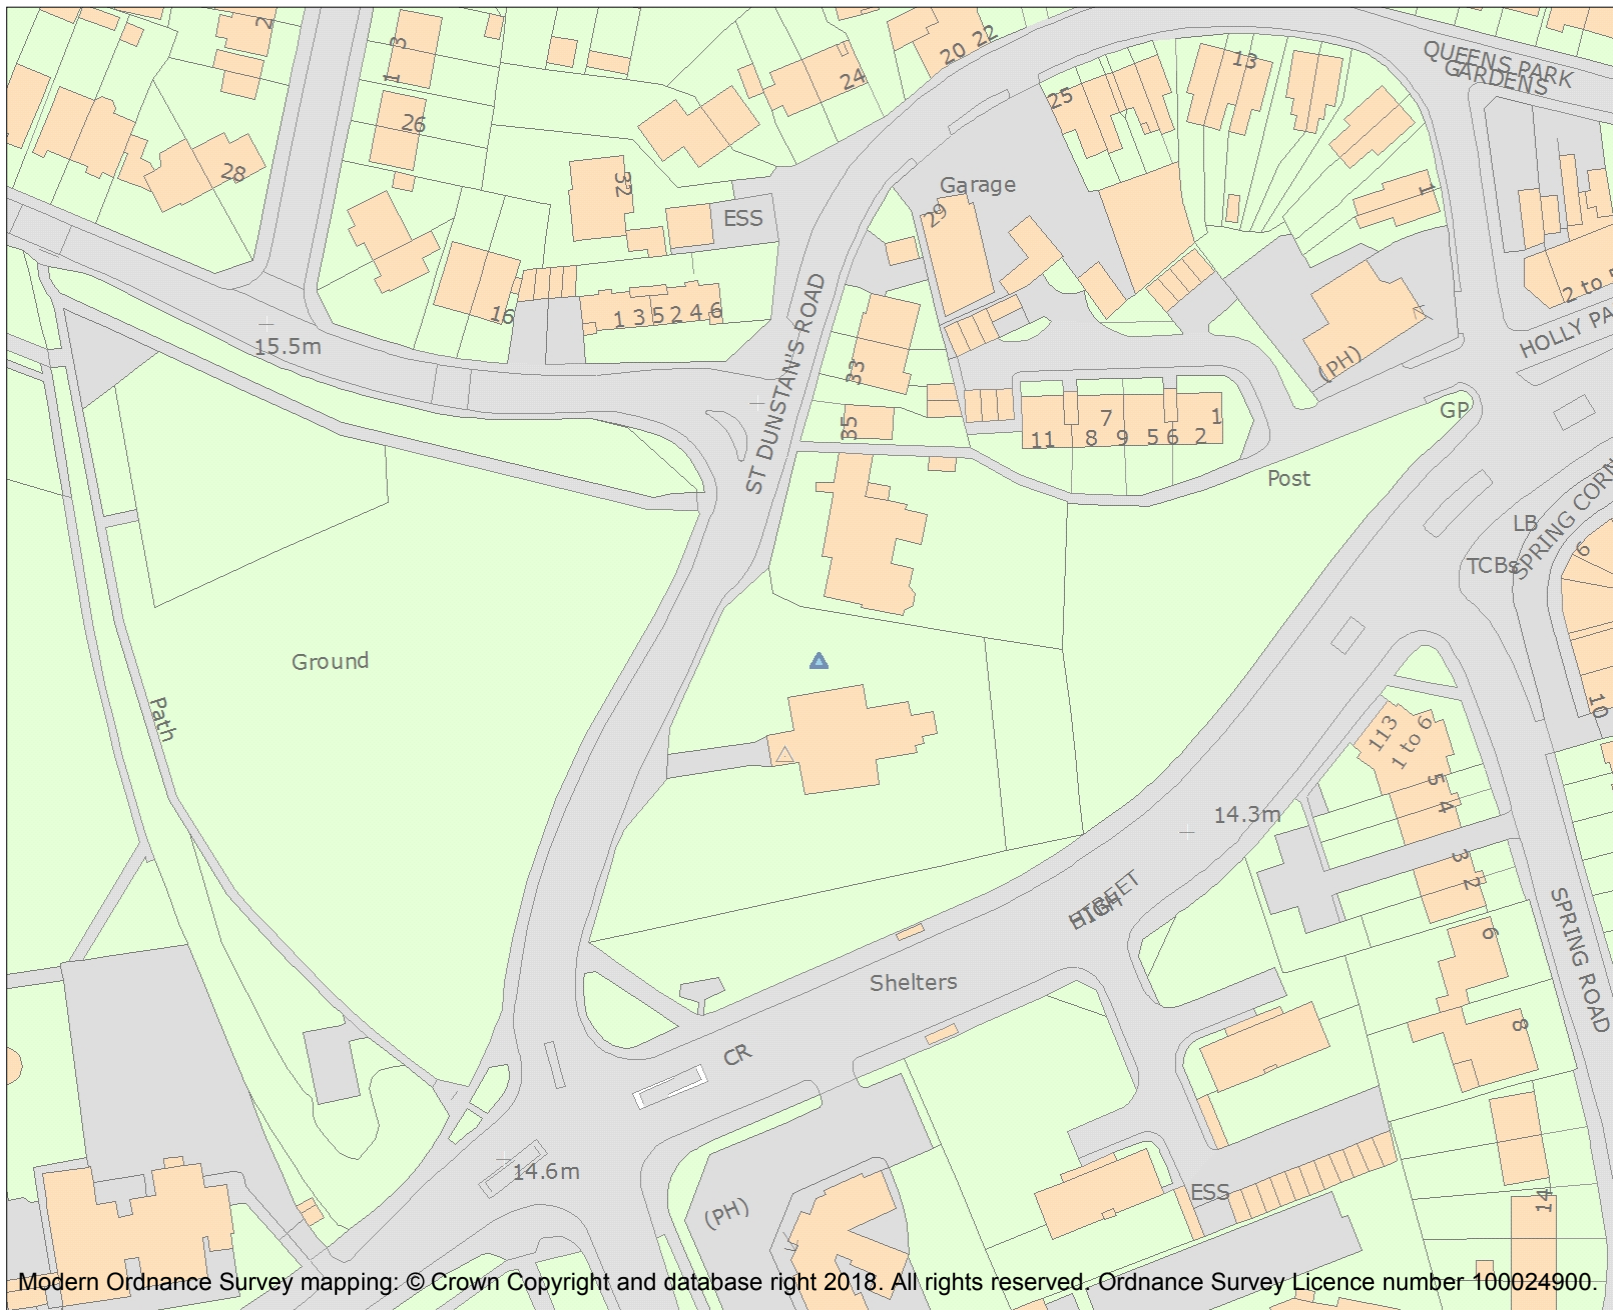 2
3
1
26
28
24
20 22
QUEENS PARK
GARDENS
25
13
Garage
32
ESS
29
1
2 to
HOLLY PA
(PH)
16
1 3 5 2 4 6
15.5m
ST DUNSTAN'S ROAD
33
35
11 8 9 5 6 2
7
1
GP
Post
LB
TCBs
SPRING CORN
6
10
Ground
Path
113
1 to 6
5
4
3
2
14.3m
HIGH
STREET
SPRING ROAD
6
8
Shelters
CR
14.6m
(PH)
ESS
14
Modern Ordnance Survey mapping: © Crown Copyright and database right 2018. All rights reserved. Ordnance Survey Licence number 100024900.